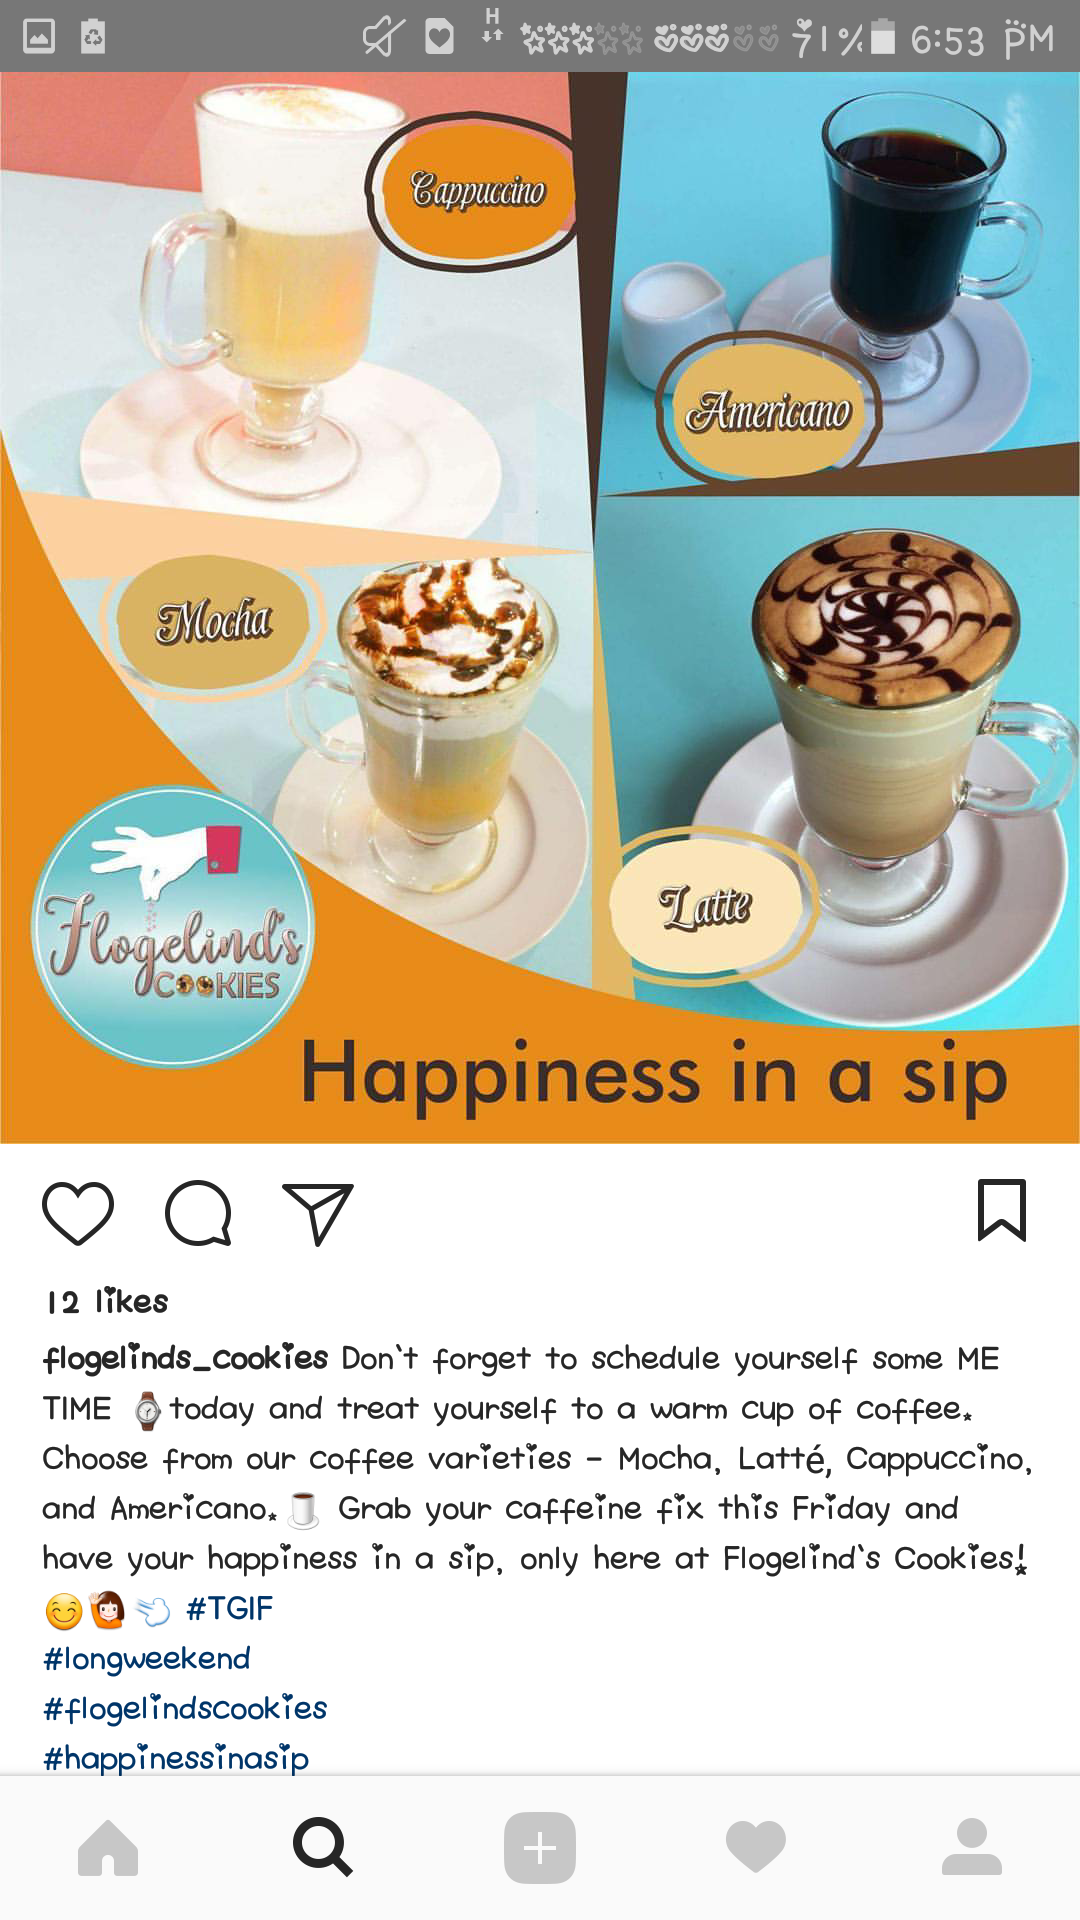 H
71% 6:53 PM
Cappuccino
Americano
Mocha
Latte
Flogelind's
COOKIES
Happiness in a sip
12 likes
flogelinds_cookies Don't forget to schedule yourself some ME
TIME ⌚today and treat yourself to a warm cup of coffee.
Choose from our coffee varieties - Mocha, Latté, Cappuccino,
and Americano.☕ Grab your caffeine fix this Friday and
have your happiness in a sip, only here at Flogelind's Cookies!
😊🙋💨 #TGIF
#longweekend
#flogelindscookies
#happinessinasip